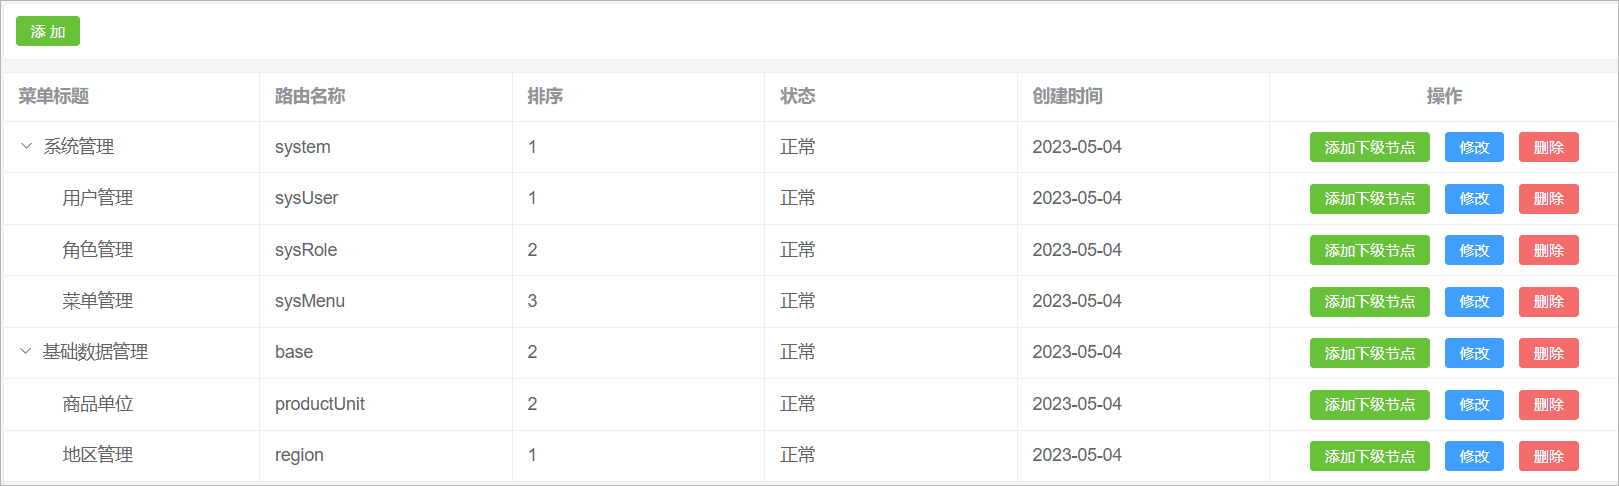 添 加
菜单标题 路由名称 排序 状态 创建时间 操作
系统管理 system 1 正常 2023-05-04 添加下级节点 修改 删除
用户管理 sysUser 1 正常 2023-05-04 添加下级节点 修改 删除
角色管理 sysRole 2 正常 2023-05-04 添加下级节点 修改 删除
菜单管理 sysMenu 3 正常 2023-05-04 添加下级节点 修改 删除
基础数据管理 base 2 正常 2023-05-04 添加下级节点 修改 删除
商品单位 productUnit 2 正常 2023-05-04 添加下级节点 修改 删除
地区管理 region 1 正常 2023-05-04 添加下级节点 修改 删除